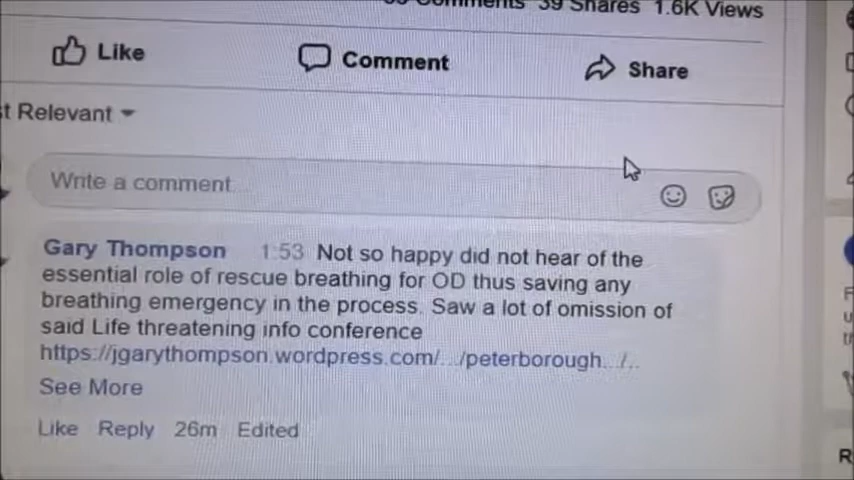 Comments 39 Shares 1.6K Views
Like Comment Share
t Relevant
Write a comment...
Gary Thompson 1:53 Not so happy did not hear of the
essential role of rescue breathing for OD thus saving any
breathing emergency in the process. Saw a lot of omission of
said Life threatening info conference
https://jgarythompson.wordpress.com/.../peterborough.../..
See More
Like Reply 26m Edited
R